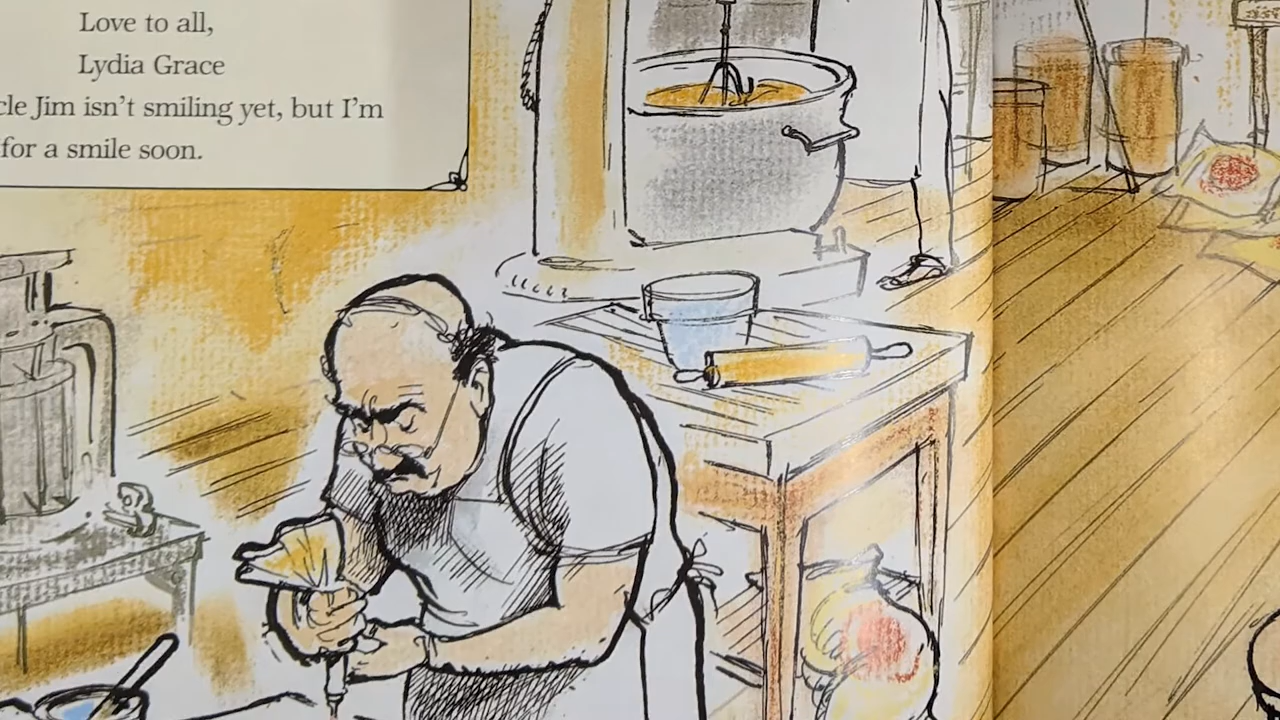 Love to all,
Lydia Grace
cle Jim isn't smiling yet, but I'm
for a smile soon.